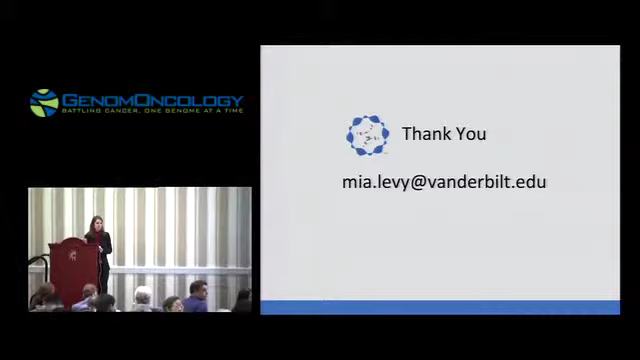 GENOMONCOLOGY
BATTLING CANCER, ONE GENOME AT A TIME
Thank You
mia.levy@vanderbilt.edu